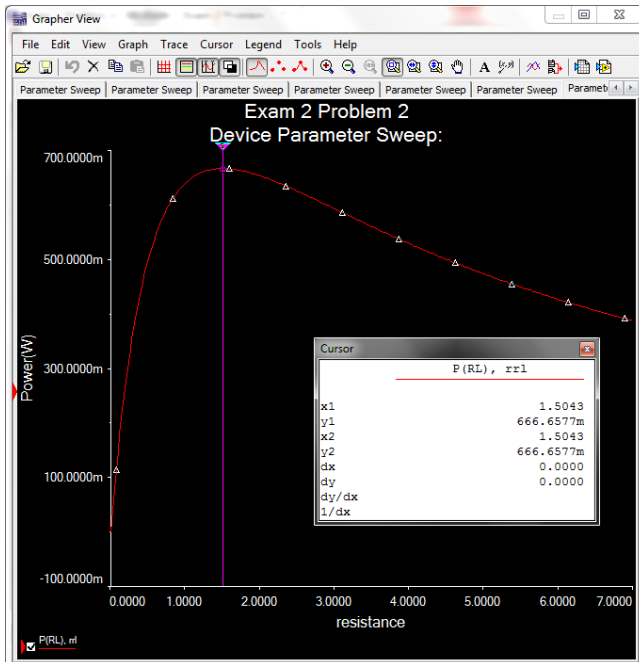 Grapher View
File Edit View Graph Trace Cursor Legend Tools Help
A (x,y)
Parameter Sweep Parameter Sweep Parameter Sweep Parameter Sweep Parameter Sweep Parameter Sweep Paramet
Exam 2 Problem 2
Device Parameter Sweep:
700.0000m
500.0000m
300.0000m
100.0000m
-100.0000m
Power(W)
Cursor
P(RL), rrl
x1 1.5043
y1 666.6577m
x2 1.5043
y2 666.6577m
dx 0.0000
dy 0.0000
dy/dx
1/dx
0.0000 1.0000 2.0000 3.0000 4.0000 5.0000 6.0000 7.0000
resistance
P(RL), rrl